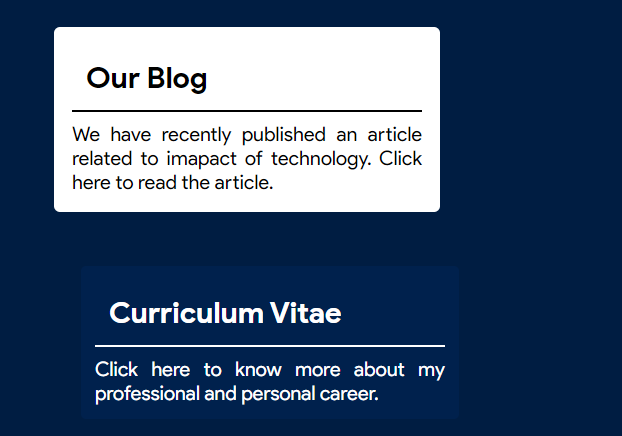 Our Blog
We have recently published an article
related to imapact of technology. Click
here to read the article.
Curriculum Vitae
Click here to know more about my
professional and personal career.